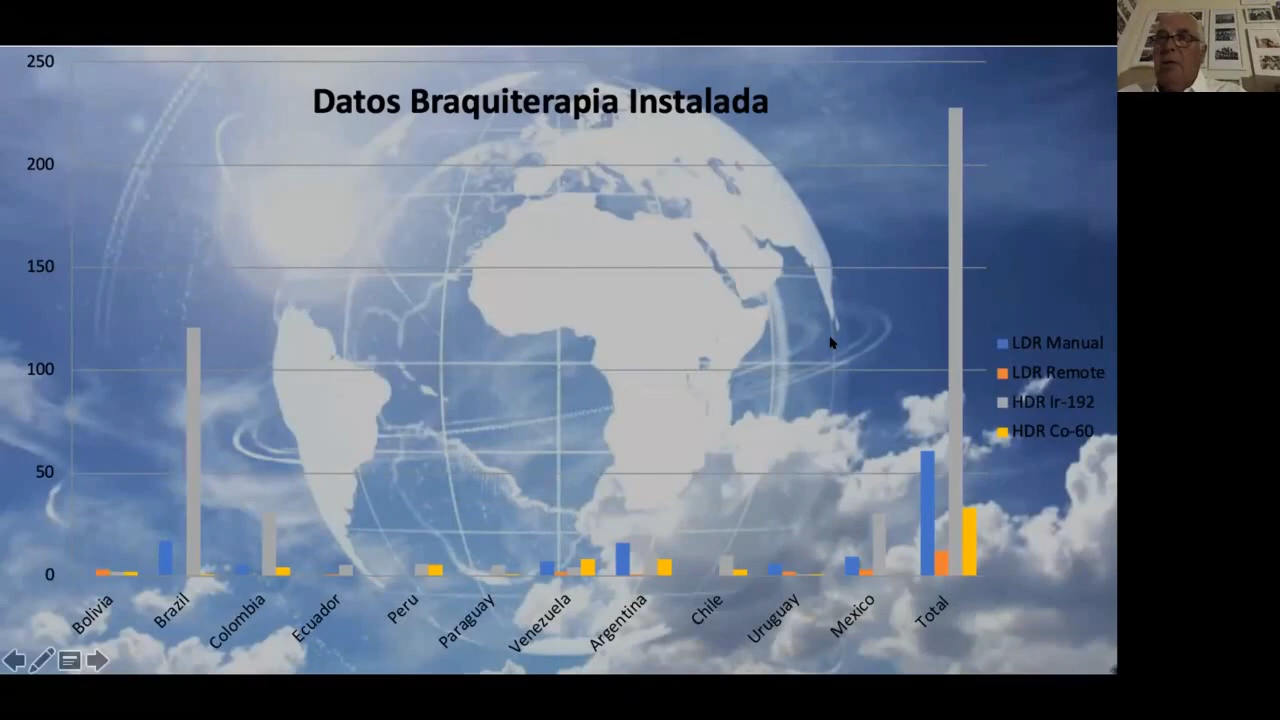 Datos Braquiterapia Instalada
250
200
150
100
50
0
Bolivia
Brazil
Colombia
Ecuador
Peru
Paraguay
Venezuela
Argentina
Chile
Uruguay
Mexico
Total
LDR Manual
LDR Remote
HDR Ir-192
HDR Co-60